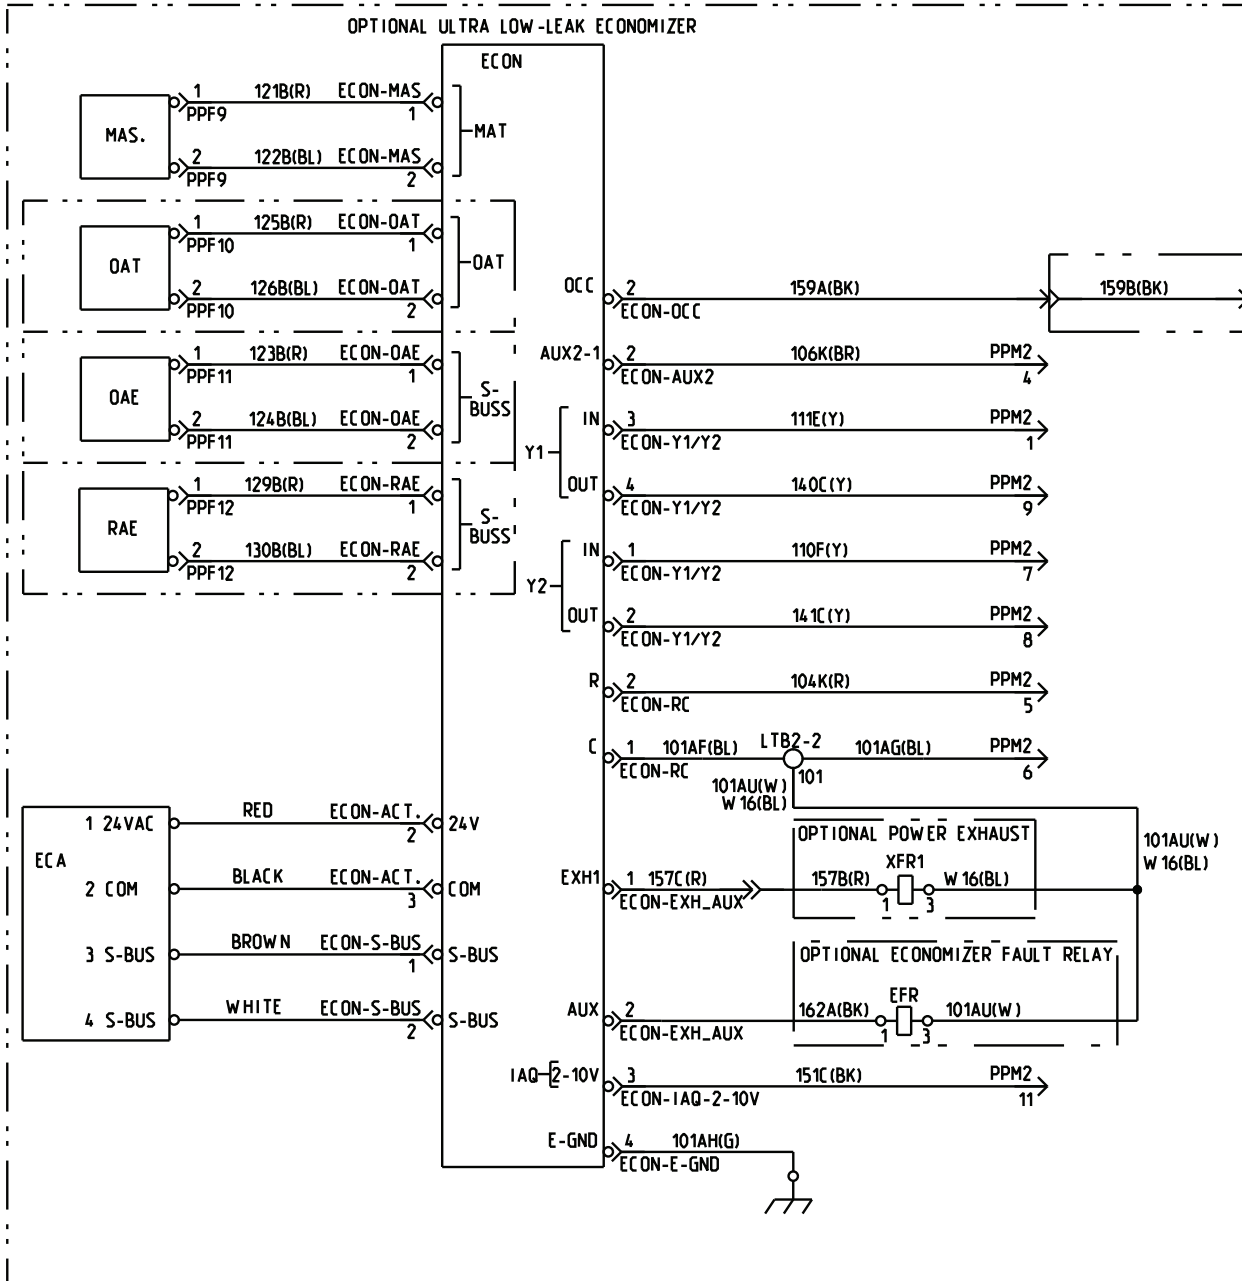 OPTIONAL ULTRA LOW-LEAK ECONOMIZER
ECON
MAS.
1 121B(R) ECON-MAS
PPF9 1
MAT
2 122B(BL) ECON-MAS
PPF9 2
OAT
1 125B(R) ECON-OAT
PPF10 1
OAT
2 126B(BL) ECON-OAT
PPF10 2
OAE
1 123B(R) ECON-OAE
PPF11 1
S-
BUSS
2 124B(BL) ECON-OAE
PPF11 2
RAE
1 129B(R) ECON-RAE
PPF12 1
S-
BUSS
2 130B(BL) ECON-RAE
PPF12 2
ECA
1 24VAC RED ECON-ACT. 24V
2
2 COM BLACK ECON-ACT. COM
3
3 S-BUS BROWN ECON-S-BUS S-BUS
1
4 S-BUS WHITE ECON-S-BUS S-BUS
2
OCC 2 159A(BK) 159B(BK)
ECON-OCC
AUX2-1 2 106K(BR) PPM2
ECON-AUX2 4
Y1
IN 3 111E(Y) PPM2
ECON-Y1/Y2 1
OUT 4 140C(Y) PPM2
ECON-Y1/Y2 9
Y2
IN 1 110F(Y) PPM2
ECON-Y1/Y2 7
OUT 2 141C(Y) PPM2
ECON-Y1/Y2 8
R 2 104K(R) PPM2
ECON-RC 5
C 1 101AF(BL) LTB2-2 101AG(BL) PPM2
ECON-RC 101 6
101AU(W)
W16(BL)
101AU(W)
W16(BL)
OPTIONAL POWER EXHAUST
XFR1
EXH1 1 157C(R) 157B(R) W16(BL)
ECON-EXH_AUX 1 3
OPTIONAL ECONOMIZER FAULT RELAY
EFR
AUX 2 162A(BK) 101AU(W)
ECON-EXH_AUX 1 3
IAQ 2-10V 3 151C(BK) PPM2
ECON-IAQ-2-10V 11
E-GND 4 101AH(G)
ECON-E-GND